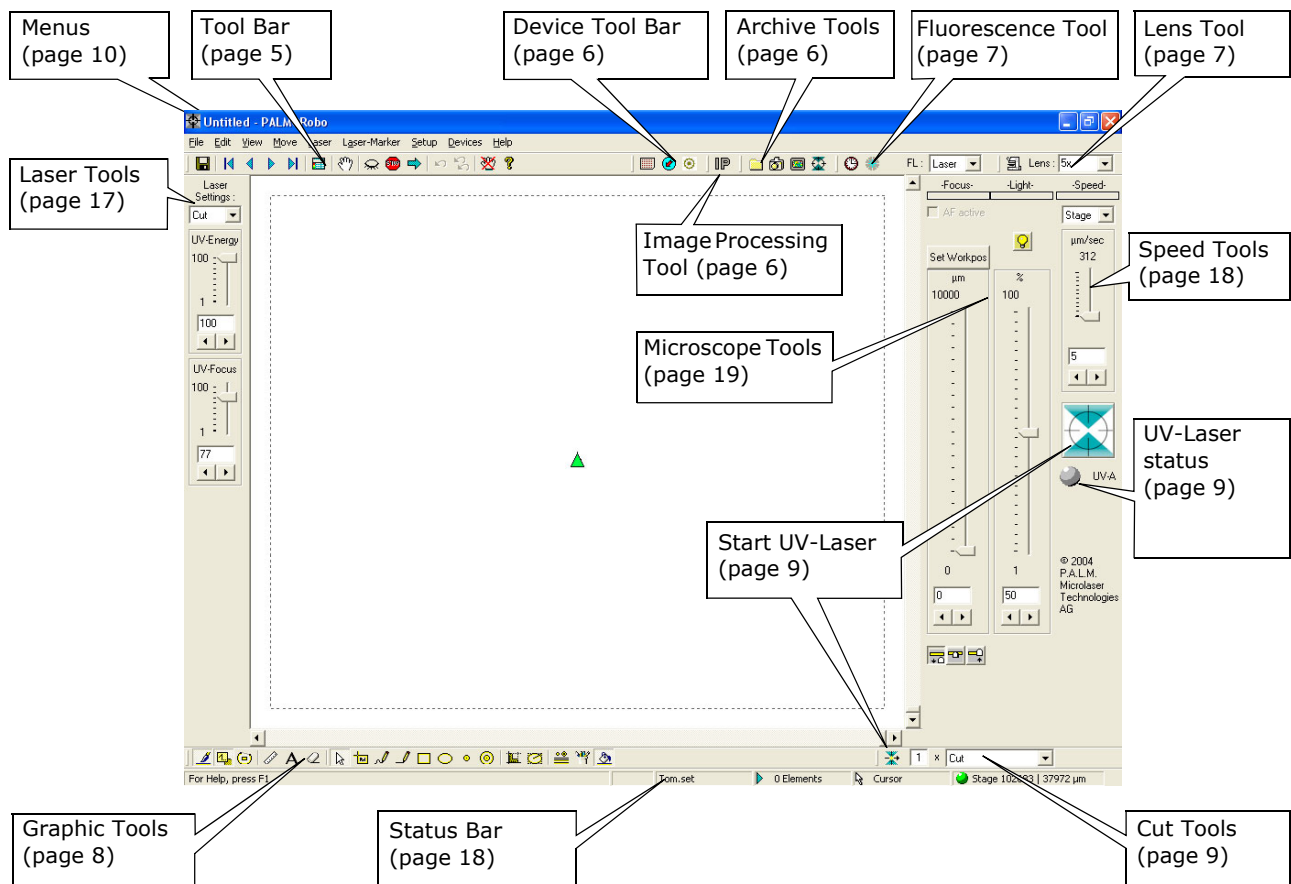 Menus
(page 10)
Tool Bar
(page 5)
Device Tool Bar
(page 6)
Archive Tools
(page 6)
Fluorescence Tool
(page 7)
Lens Tool
(page 7)
Untitled - PALM Robo
File Edit View Move Laser Laser-Marker Setup Devices Help
STOP
IP
FL: Laser
Lens: 5x
Laser Tools
(page 17)
Laser
Settings:
Cut
UV-Energy
100
1
100
UV-Focus
100
1
77
Image Processing
Tool (page 6)
Microscope Tools
(page 19)
-Focus-
-Light-
-Speed-
AF active
Stage
Set Workpos
µm/sec
312
µm
%
10000
100
5
Speed Tools
(page 18)
UV-A
UV-Laser
status
(page 9)
Start UV-Laser
(page 9)
0
1
0
50
© 2004
P.A.L.M.
Microlaser
Technologies
AG
A
1 × Cut
For Help, press F1
Tom.set
0 Elements
Cursor
Graphic Tools
(page 8)
Status Bar
(page 18)
Cut Tools
(page 9)